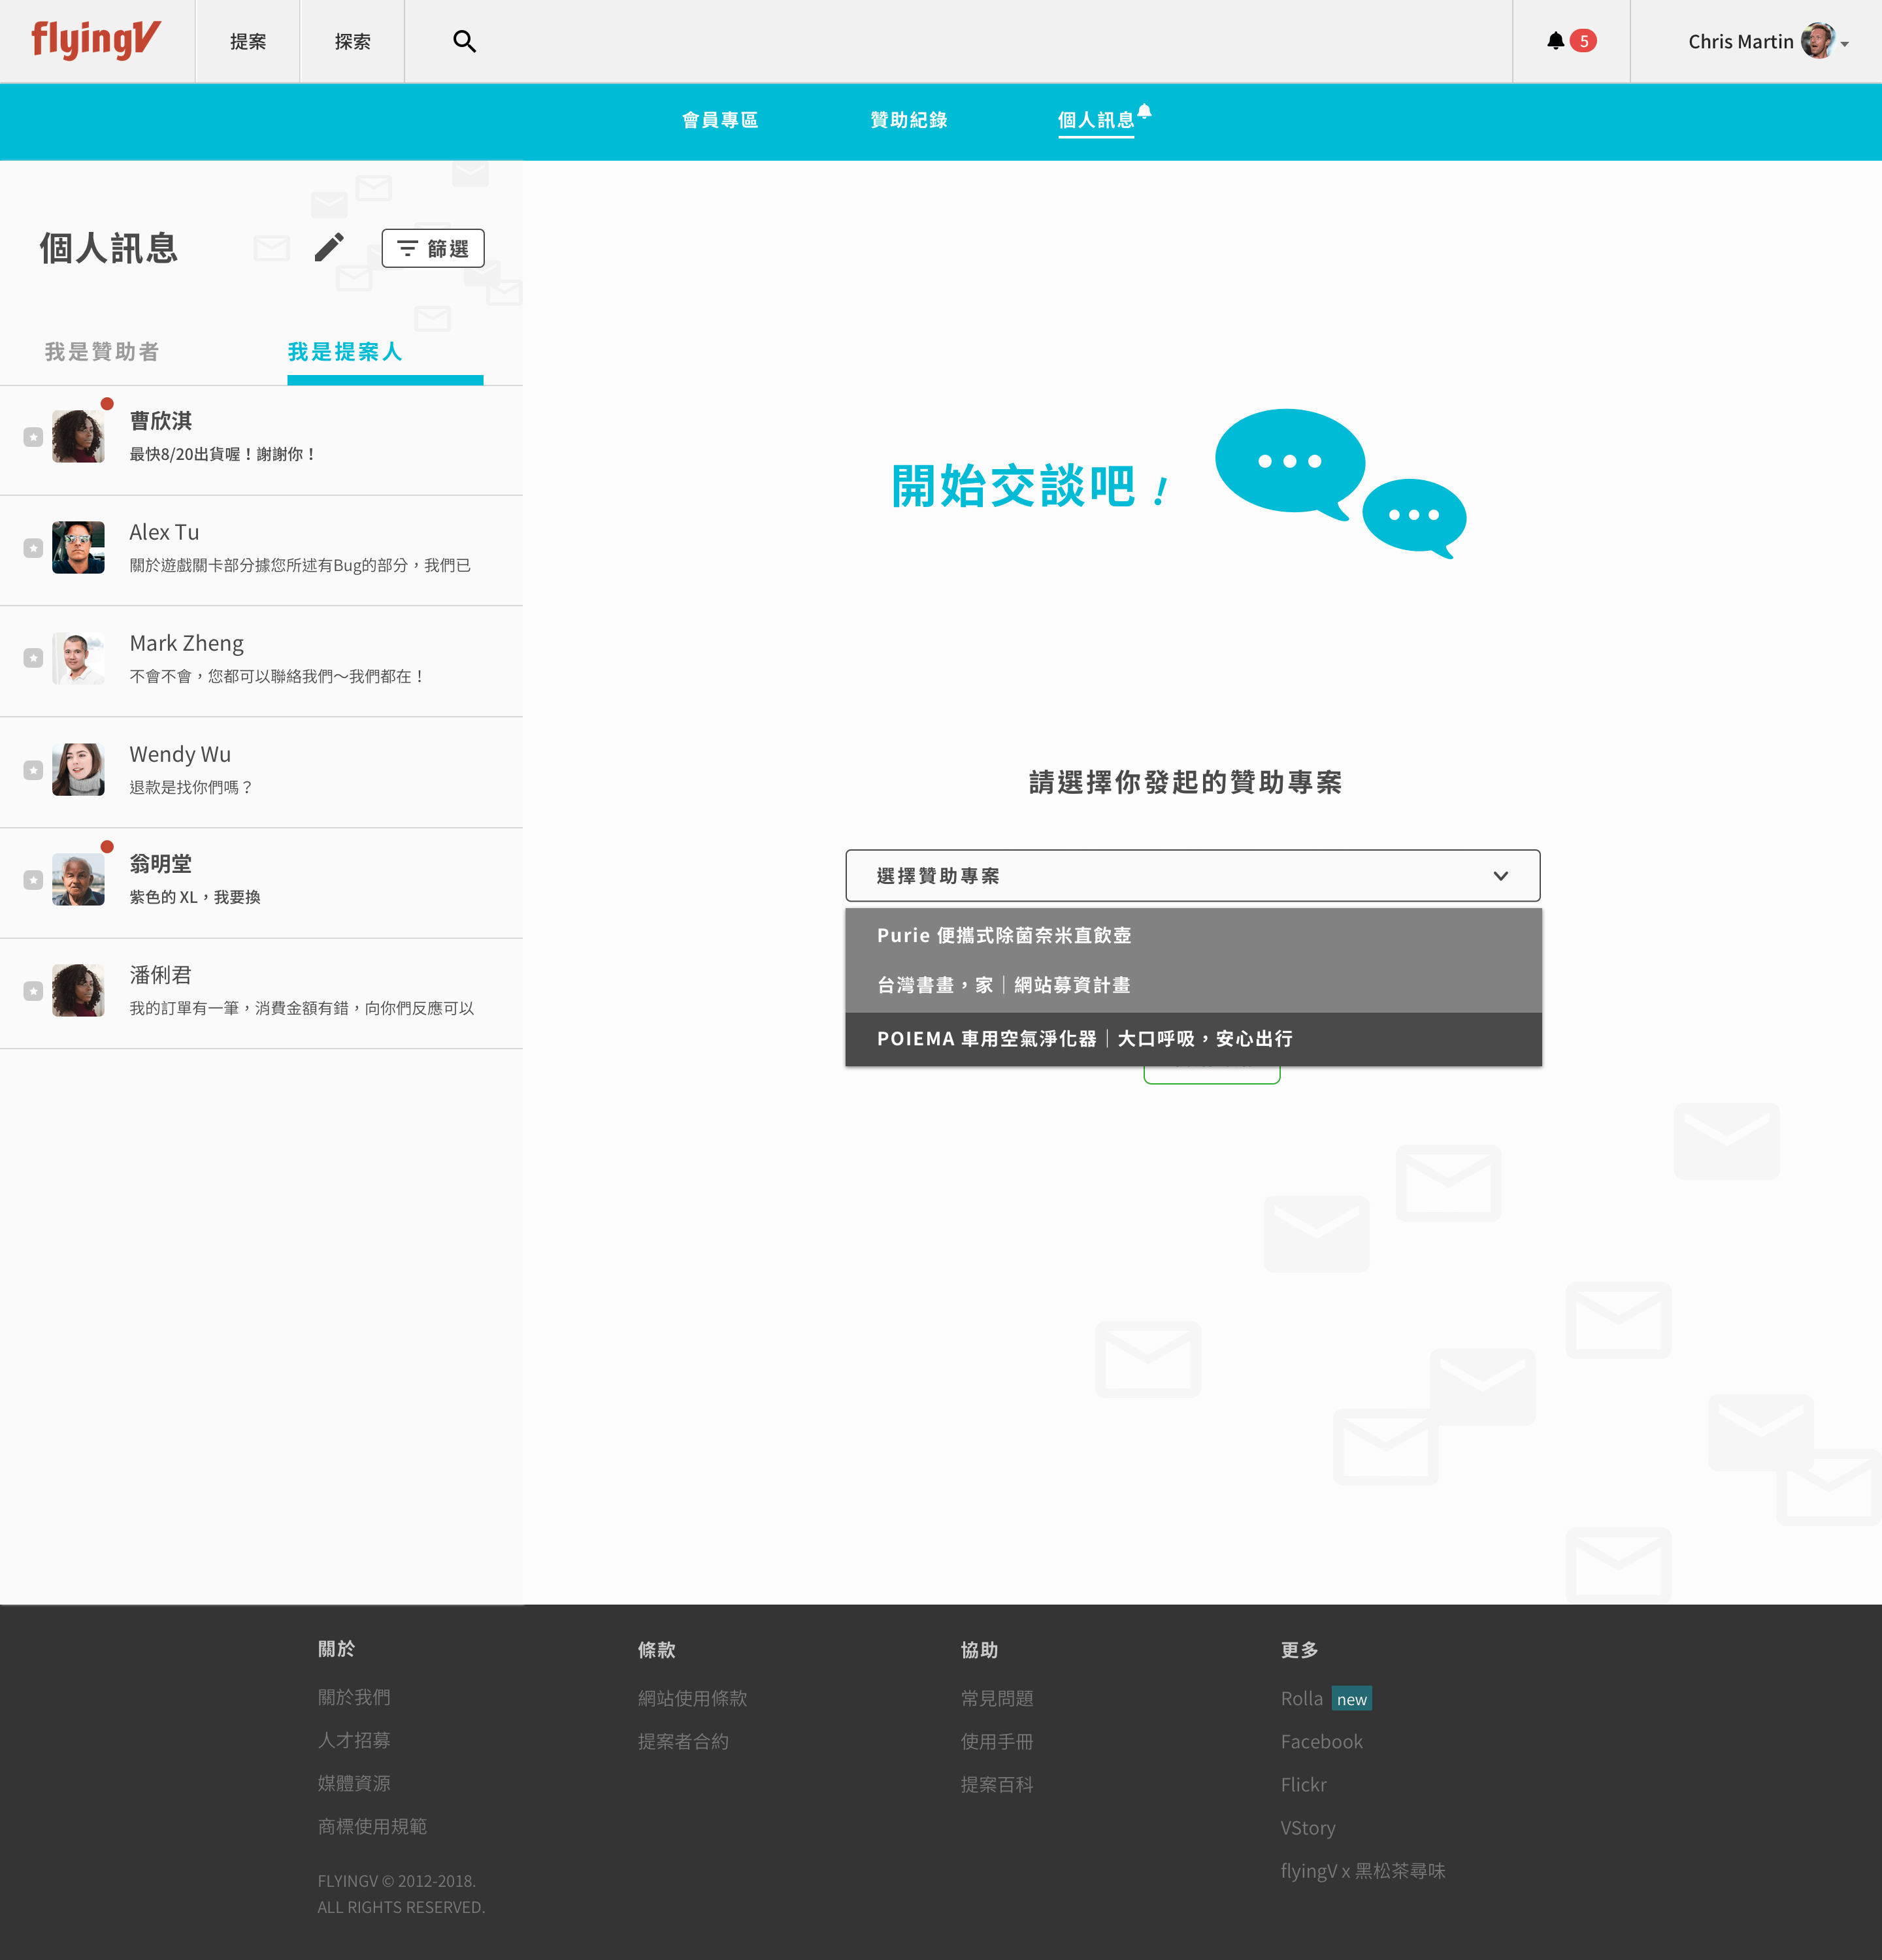 flyingV
提案
探索
5
Chris Martin
會員專區
贊助紀錄
個人訊息
個人訊息
篩選
我是贊助者
我是提案人
曹欣淇
最快8/20出貨喔！謝謝你！
Alex Tu
關於遊戲關卡部分據您所述有Bug的部分，我們已
Mark Zheng
不會不會，您都可以聯絡我們～我們都在！
Wendy Wu
退款是找你們嗎？
翁明堂
紫色的 XL，我要換
潘俐君
我的訂單有一筆，消費金額有錯，向你們反應可以
開始交談吧！
請選擇你發起的贊助專案
選擇贊助專案
Purie 便攜式除菌奈米直飲壺
台灣書畫，家｜網站募資計畫
POIEMA 車用空氣淨化器｜大口呼吸，安心出行
關於
關於我們
人才招募
媒體資源
商標使用規範
FLYINGV © 2012-2018.
ALL RIGHTS RESERVED.
條款
網站使用條款
提案者合約
協助
常見問題
使用手冊
提案百科
更多
Rolla new
Facebook
Flickr
VStory
flyingV x 黑松茶尋味